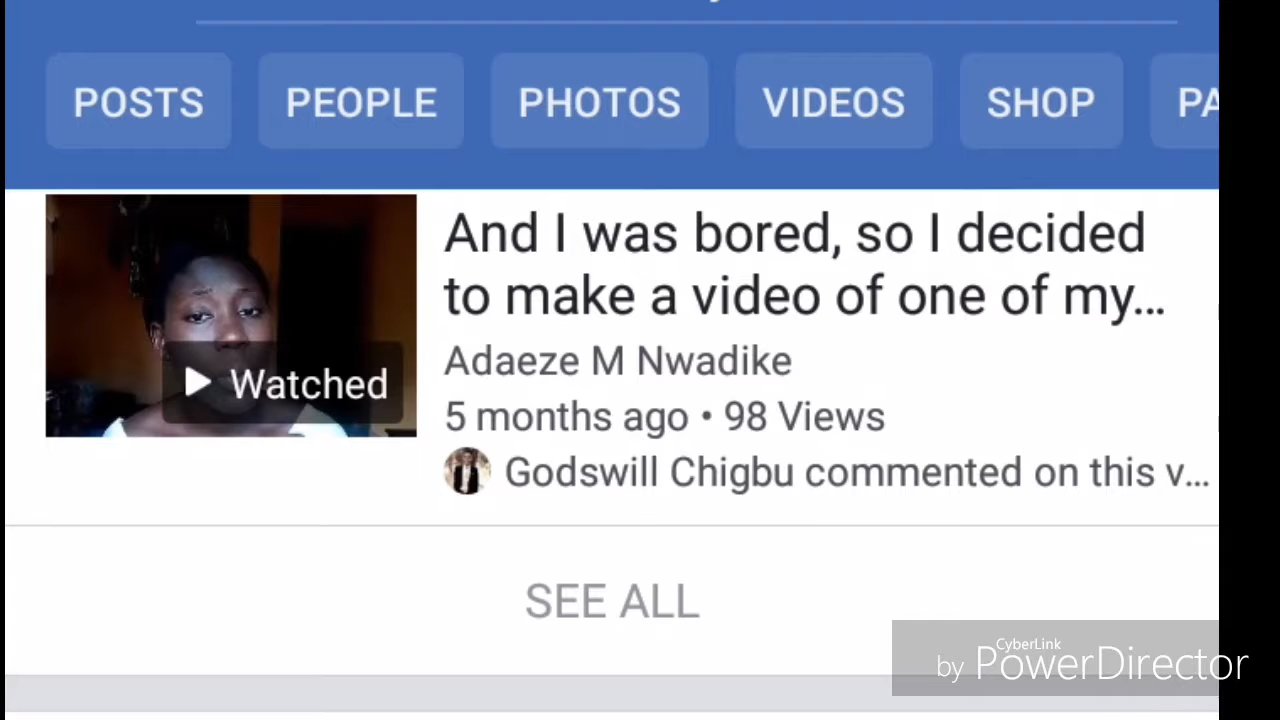 POSTS PEOPLE PHOTOS VIDEOS SHOP PA
And I was bored, so I decided
to make a video of one of my...
Adaeze M Nwadike
Watched
5 months ago • 98 Views
Godswill Chigbu commented on this v...
SEE ALL
CyberLink
by PowerDirector